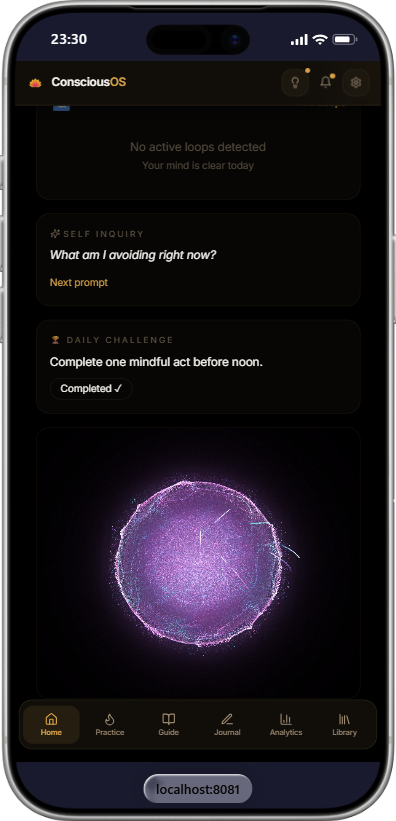 23:30
ConsciousOS
No active loops detected
Your mind is clear today
SELF INQUIRY
What am I avoiding right now?
Next prompt
DAILY CHALLENGE
Complete one mindful act before noon.
Completed ✓
Home
Practice
Guide
Journal
Analytics
Library
localhost:8081